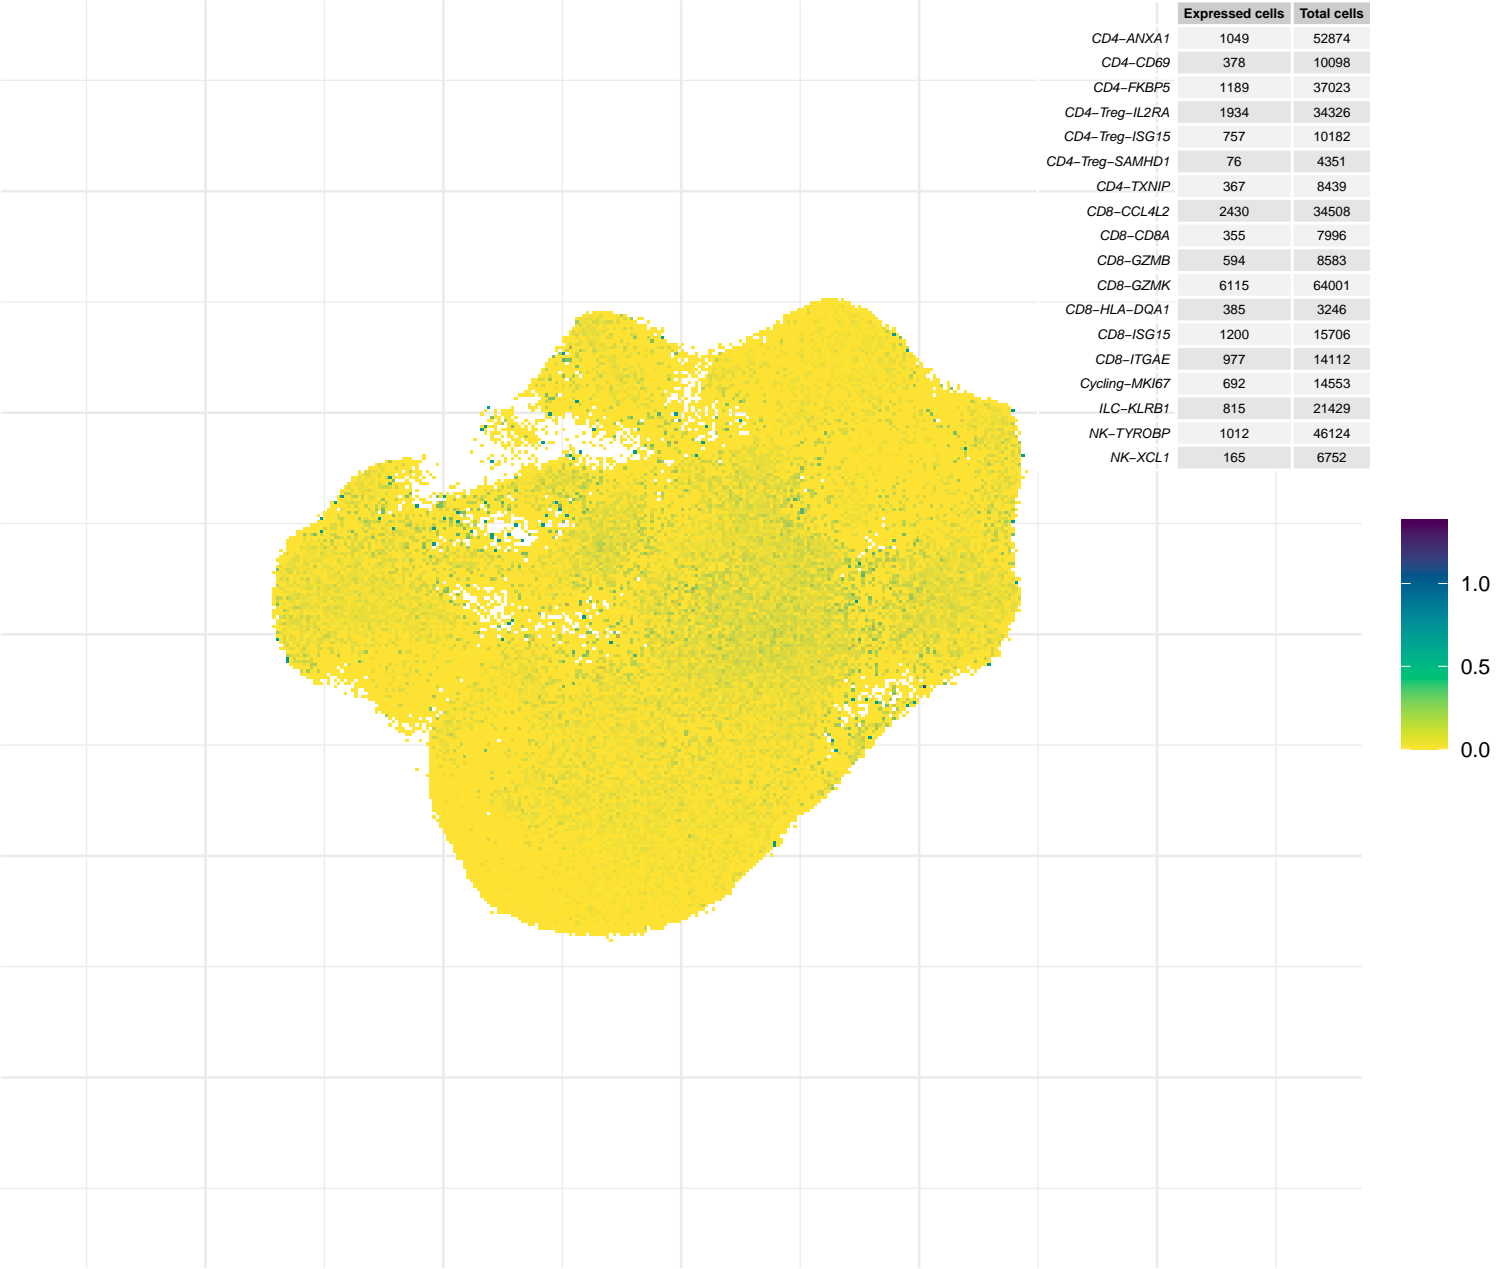 Expressed cells Total cells
CD4−ANXA1 1049 52874
CD4−CD69 378 10098
CD4−FKBP5 1189 37023
CD4−Treg−IL2RA 1934 34326
CD4−Treg−ISG15 757 10182
CD4−Treg−SAMHD1 76 4351
CD4−TXNIP 367 8439
CD8−CCL4L2 2430 34508
CD8−CD8A 355 7996
CD8−GZMB 594 8583
CD8−GZMK 6115 64001
CD8−HLA−DQA1 385 3246
CD8−ISG15 1200 15706
CD8−ITGAE 977 14112
Cycling−MKI67 692 14553
ILC−KLRB1 815 21429
NK−TYROBP 1012 46124
NK−XCL1 165 6752
1.0
0.5
0.0